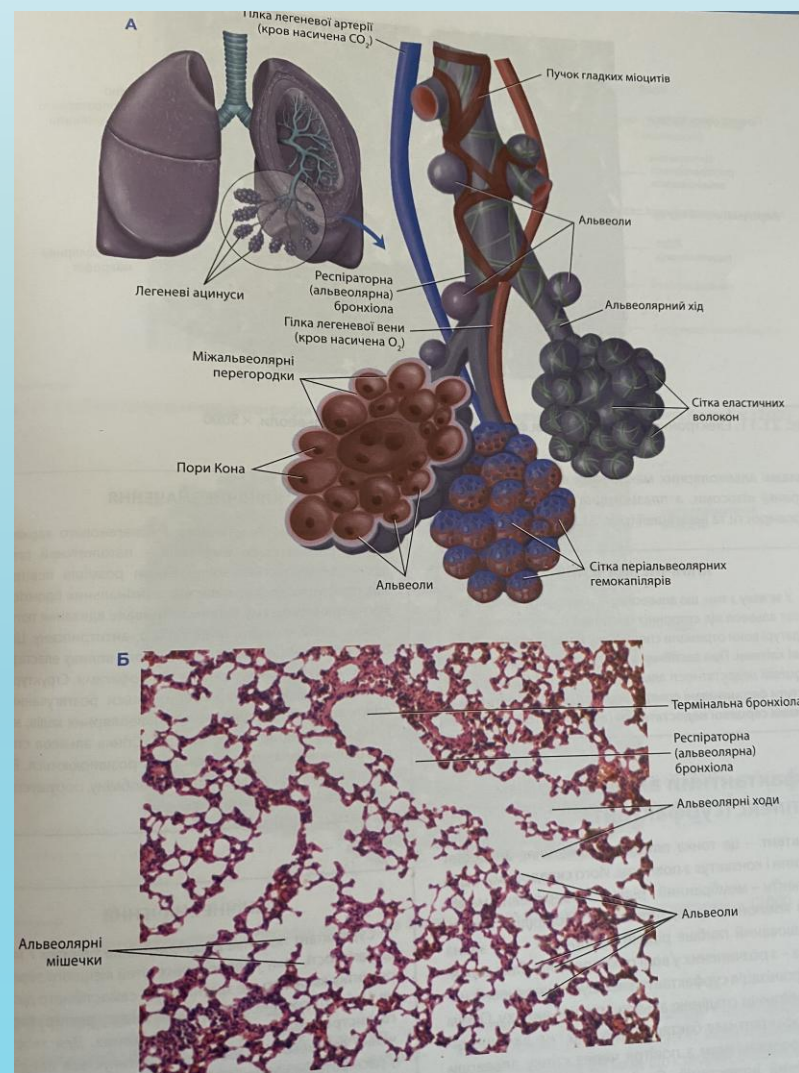 А
Гілка легеневої артерії
(кров насичена CO₂)
Пучок гладких міоцитів
Альвеоли
Легеневі ацинуси
Респіраторна
(альвеолярна)
бронхіола
Альвеолярний хід
Гілка легеневої вени
(кров насичена O₂)
Міжальвеолярні
перегородки
Сітка еластичних
волокон
Пори Кона
Альвеоли
Сітка періальвеолярних
гемокапілярів
Б
Термінальна бронхіола
Респіраторна
(альвеолярна)
бронхіола
Альвеолярні ходи
Альвеоли
Альвеолярні
мішечки